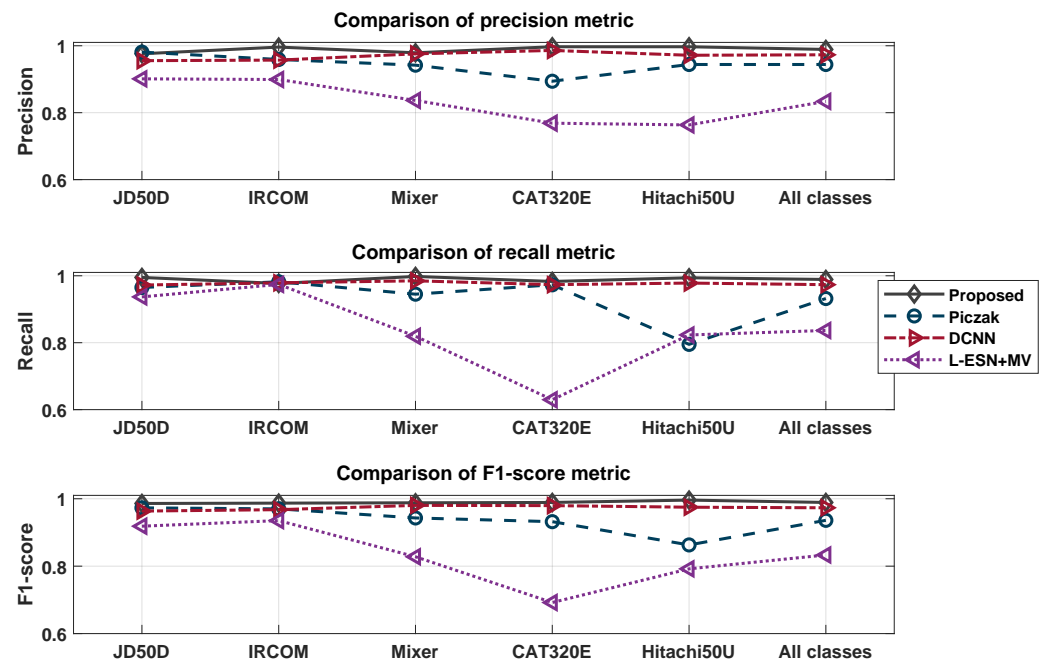 Comparison of precision metric
1
0.8
0.6
Precision
JD50D IRCOM Mixer CAT320E Hitachi50U All classes
Comparison of recall metric
1
0.8
0.6
Recall
JD50D IRCOM Mixer CAT320E Hitachi50U All classes
Proposed
Piczak
DCNN
L-ESN+MV
Comparison of F1-score metric
1
0.8
0.6
F1-score
JD50D IRCOM Mixer CAT320E Hitachi50U All classes